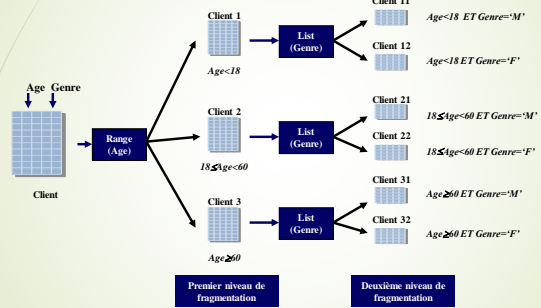 Client 11
Age<18 ET Genre=‘M’
Client 1
List
(Genre)
Client 12
Age<18 ET Genre=‘F’
Age<18
Age Genre
Client 21
18≤Age<60 ET Genre=‘M’
Client 2
Range
(Age)
List
(Genre)
Client 22
18≤Age<60 ET Genre=‘F’
18≤Age<60
Client
Client 31
Age≥60 ET Genre=‘M’
Client 3
List
(Genre)
Client 32
Age≥60 ET Genre=‘F’
Age≥60
Premier niveau de
fragmentation
Deuxième niveau de
fragmentation